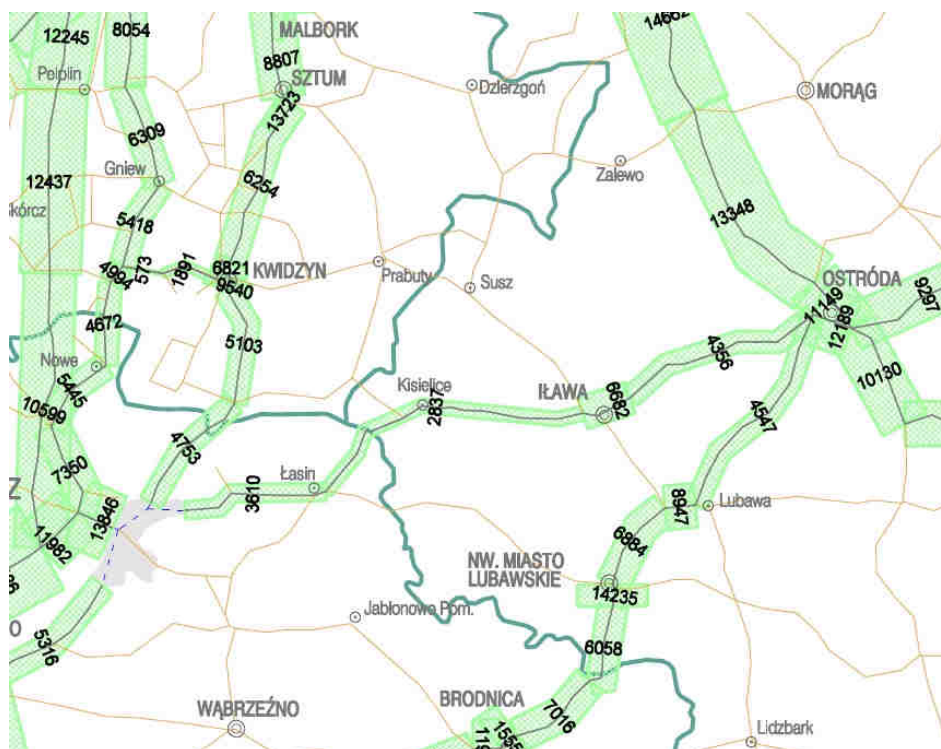 12245
8054
MALBORK
14662
8807
SZTUM
Pelplin
Dzierzgoń
MORĄG
13723
6309
Gniew
Zalewo
12437
6254
skórcz
5418
13348
573
1891
4994
6821
KWIDZYN
Prabuty
Susz
OSTRÓDA
9540
11149
9297
12189
4672
5103
4356
Nowe
10130
5445
Kisielice
IŁAWA
2837
6682
10599
4547
4753
7350
Łasin
Z
3610
8947
Lubawa
13846
11982
6884
NW. MIASTO
LUBAWSKIE
14235
Jabłonowo Pom.
O
5316
6058
BRODNICA
WĄBRZEŹNO
7016
1555
Lidzbark